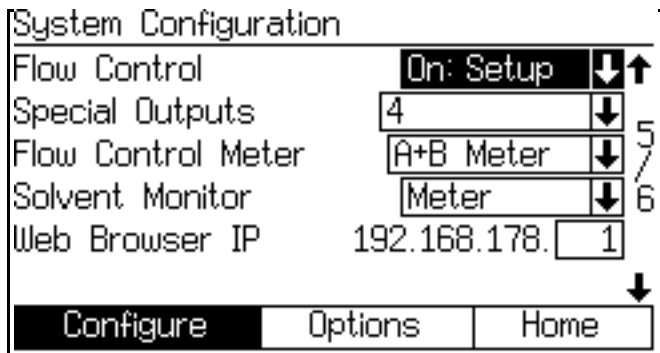 System Configuration
Flow Control On: Setup
Special Outputs 4
Flow Control Meter A+B Meter
Solvent Monitor Meter
Web Browser IP 192.168.178. 1
5/6
Configure Options Home